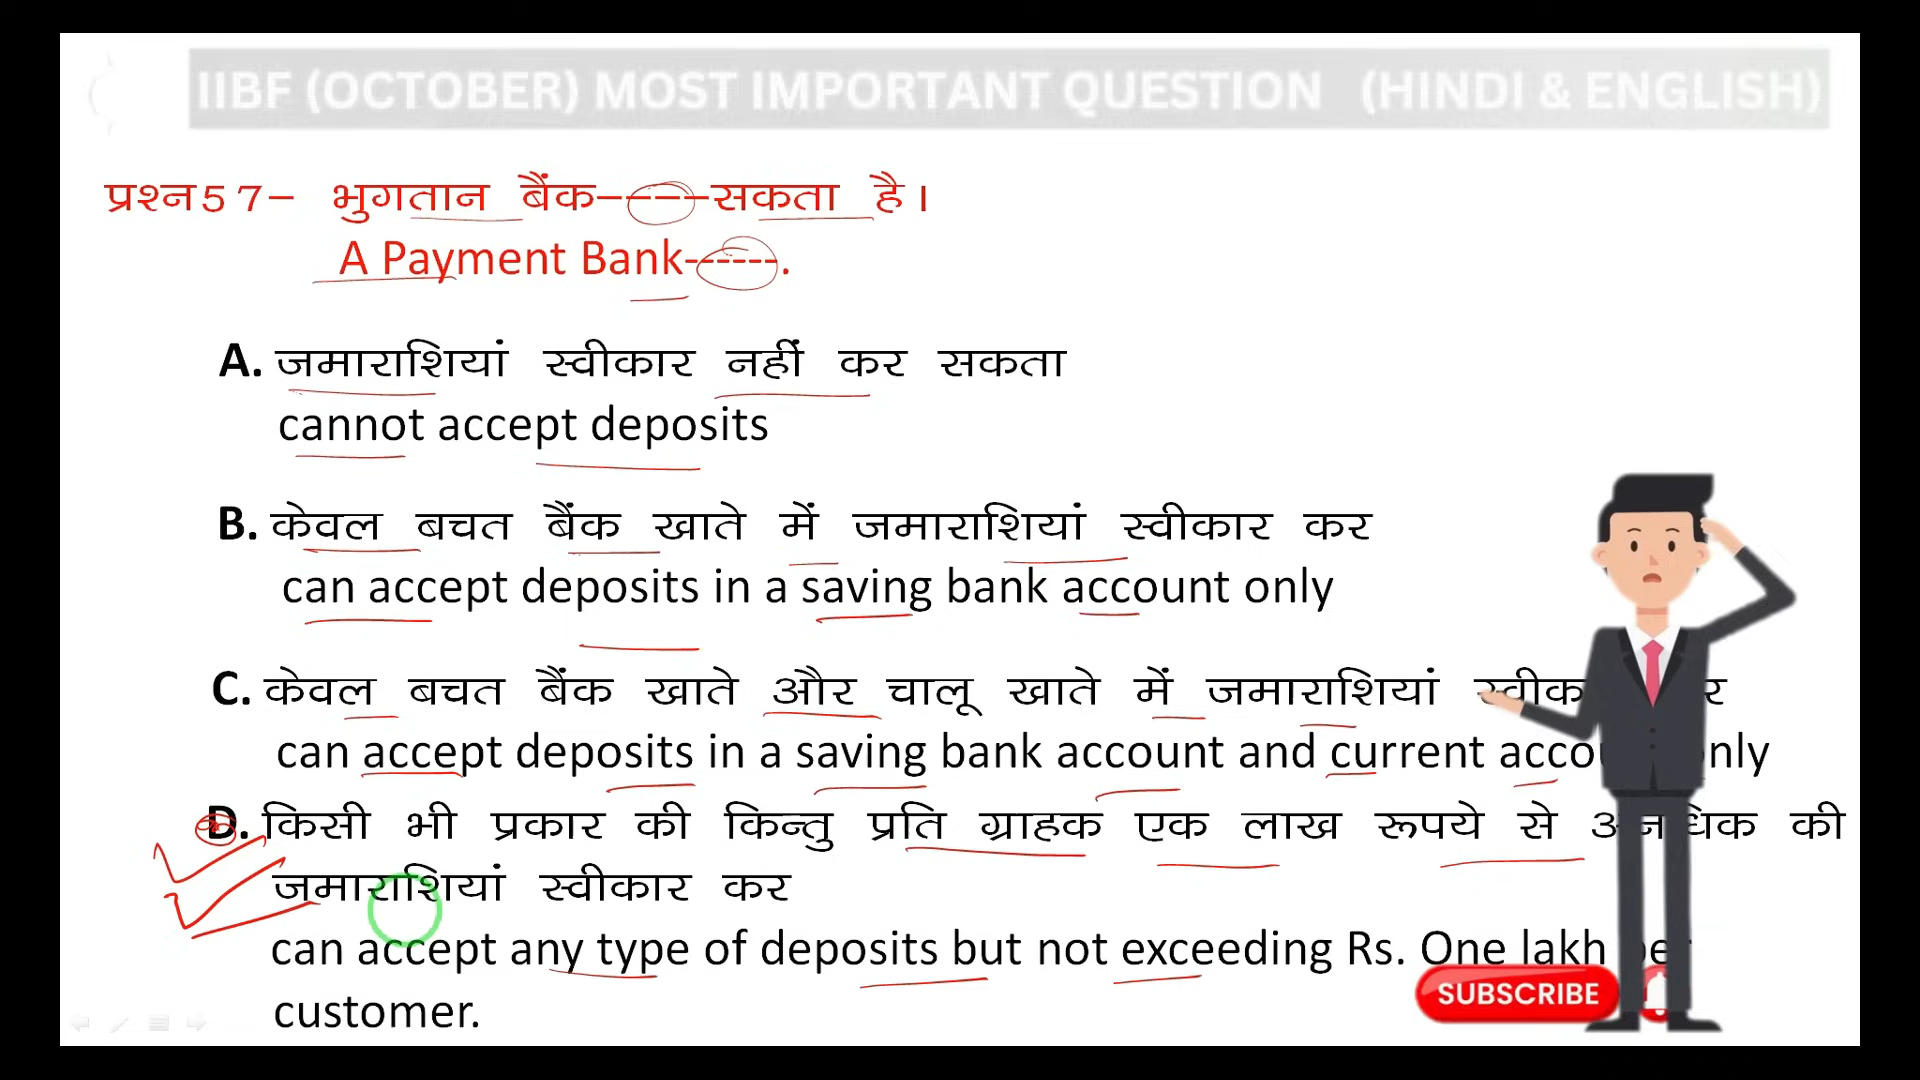 IIBF (OCTOBER) MOST IMPORTANT QUESTION (HINDI & ENGLISH)
प्रश्न57– भुगतान बैंक–----–सकता है।
A Payment Bank------.
A. जमाराशियां स्वीकार नहीं कर सकता
cannot accept deposits
B. केवल बचत बैंक खाते में जमाराशियां स्वीकार कर
can accept deposits in a saving bank account only
C. केवल बचत बैंक खाते और चालू खाते में जमाराशियां
can accept deposits in a saving bank account and current only
D. किसी भी प्रकार की किन्तु प्रति ग्राहक एक लाख रूपये से की
जमाराशियां स्वीकार कर
can accept any type of deposits but not exceeding Rs. One lakh per
customer.
SUBSCRIBE